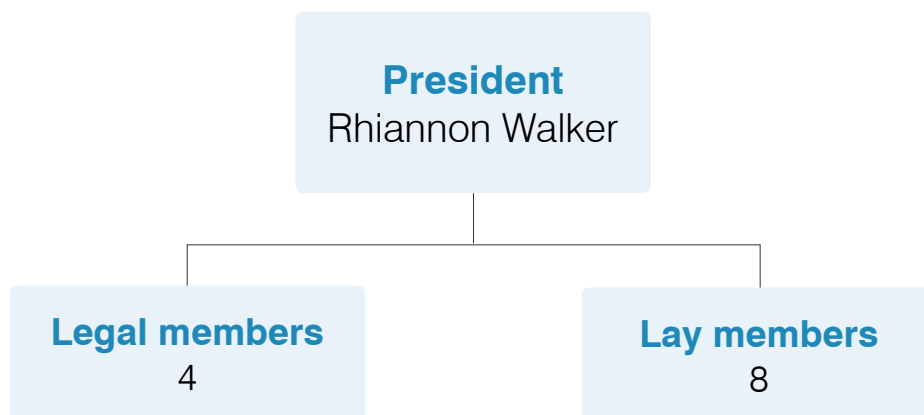 President
Rhiannon Walker
Legal members
4
Lay members
8